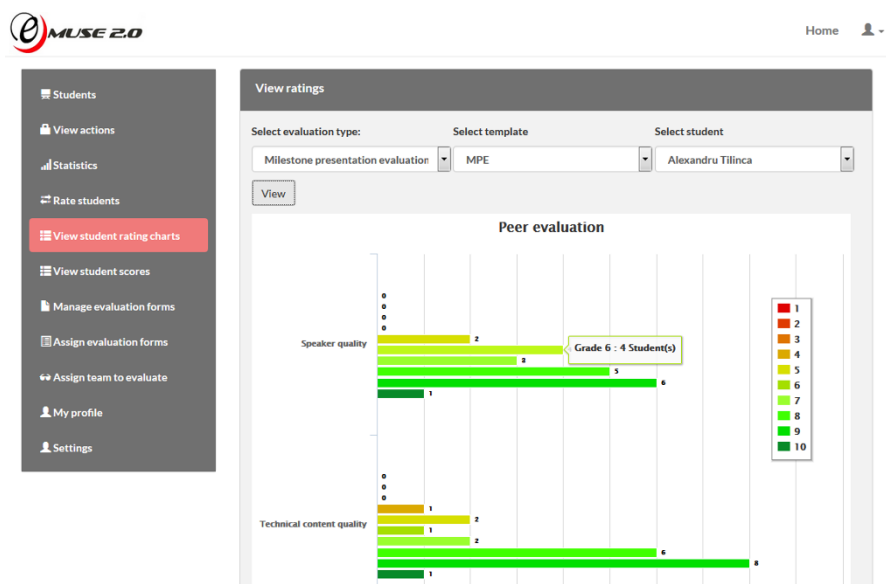 e MUSE 2.0
Home
Students
View actions
Statistics
Rate students
View student rating charts
View student scores
Manage evaluation forms
Assign evaluation forms
Assign team to evaluate
My profile
Settings
View ratings
Select evaluation type: Select template Select student
Milestone presentation evaluation MPE Alexandru Tilinca
View
Peer evaluation
Speaker quality
0
0
0
0
2
Grade 6 : 4 Student(s)
3
5
6
1
Technical content quality
0
0
0
1
2
1
2
6
8
1
1
2
3
4
5
6
7
8
9
10